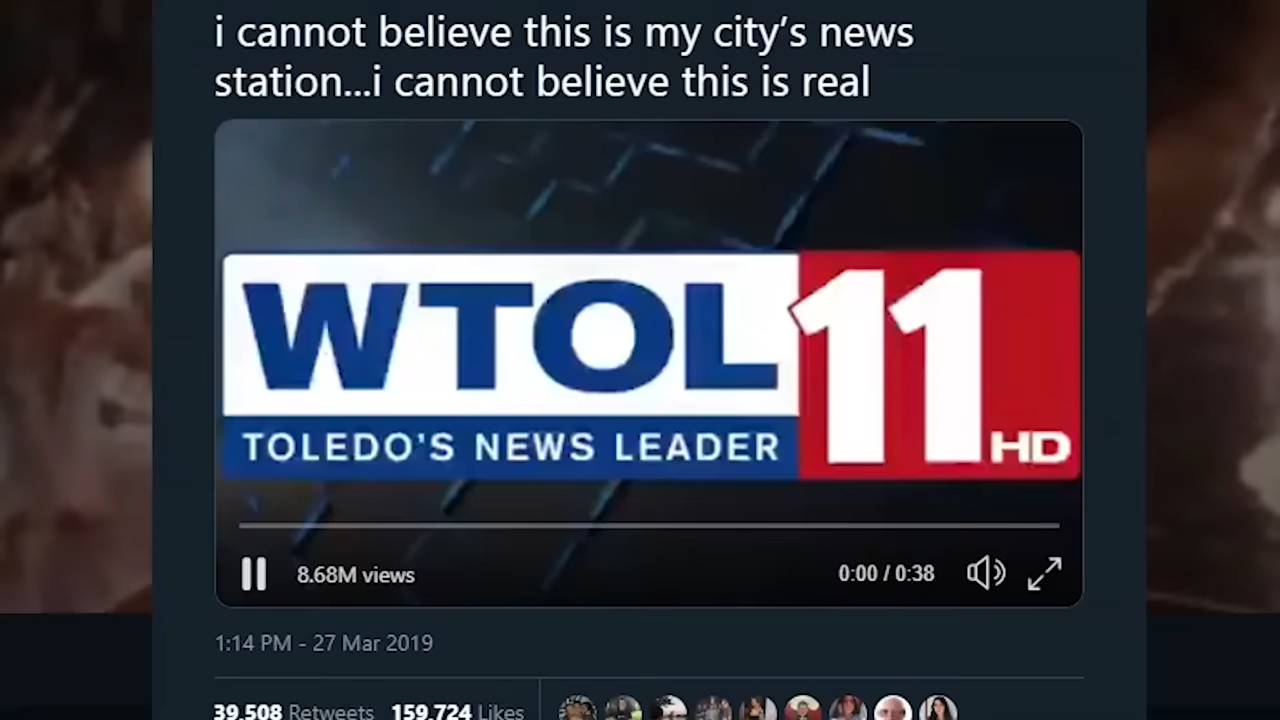 i cannot believe this is my city’s news
station...i cannot believe this is real
WTOL 11 HD
TOLEDO'S NEWS LEADER
8.68M views
0:00 / 0:38
1:14 PM - 27 Mar 2019
39,508 Retweets 159,724 Likes